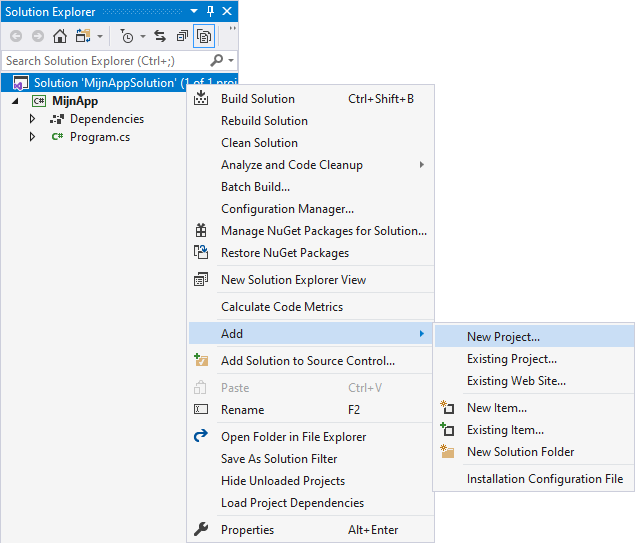 Solution Explorer
Search Solution Explorer (Ctrl+;)
Solution 'MijnAppSolution' (1 of 1 proj
C# MijnApp
Dependencies
C# Program.cs
Build Solution Ctrl+Shift+B
Rebuild Solution
Clean Solution
Analyze and Code Cleanup
Batch Build...
Configuration Manager...
Manage NuGet Packages for Solution...
Restore NuGet Packages
New Solution Explorer View
Calculate Code Metrics
Add
Add Solution to Source Control...
Paste Ctrl+V
Rename F2
Open Folder in File Explorer
Save As Solution Filter
Hide Unloaded Projects
Load Project Dependencies
Properties Alt+Enter
New Project...
Existing Project...
Existing Web Site...
New Item...
Existing Item...
New Solution Folder
Installation Configuration File